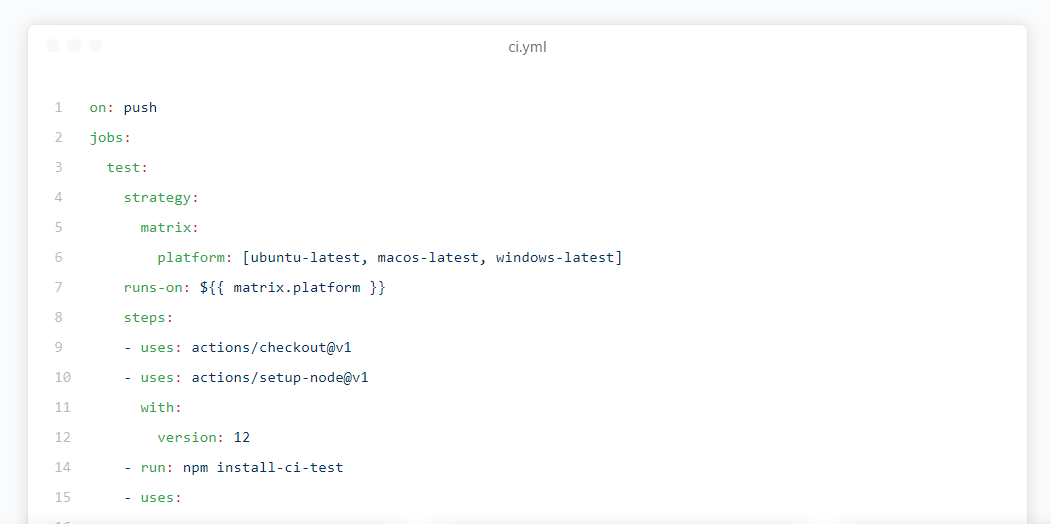 ci.yml
1 on: push
2 jobs:
3 test:
4 strategy:
5 matrix:
6 platform: [ubuntu-latest, macos-latest, windows-latest]
7 runs-on: ${{ matrix.platform }}
8 steps:
9 - uses: actions/checkout@v1
10 - uses: actions/setup-node@v1
11 with:
12 version: 12
14 - run: npm install-ci-test
15 - uses: